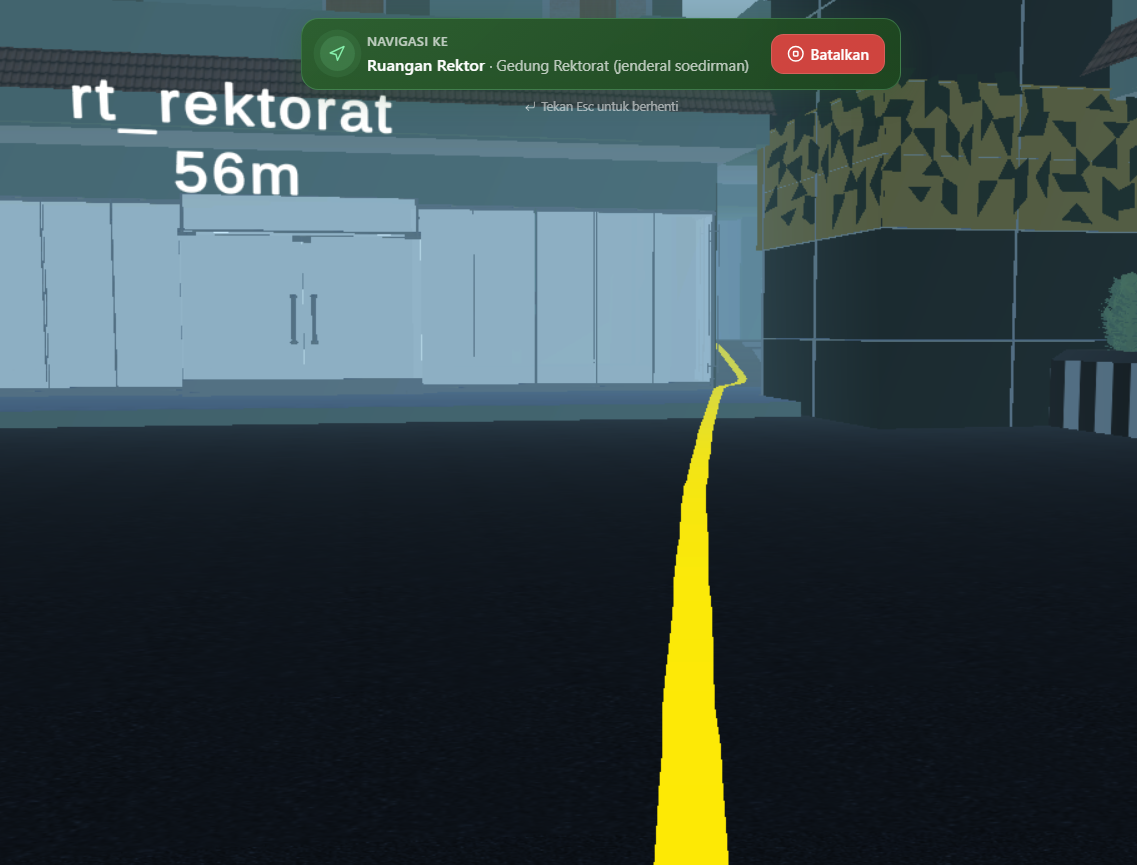 NAVIGASI KE
Ruangan Rektor · Gedung Rektorat (jenderal soedirman)
Batalkan
↵ Tekan Esc untuk berhenti
rt_rektorat
56m